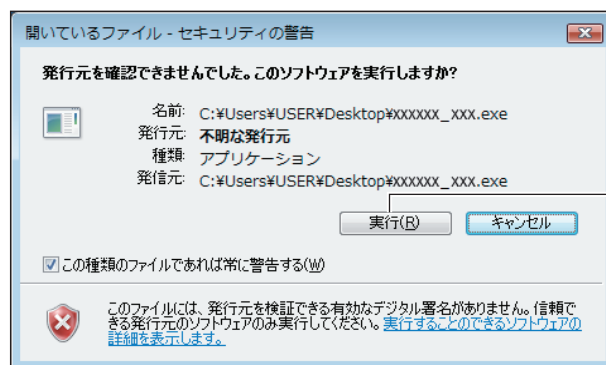 開いているファイル - セキュリティの警告
発行元を確認できませんでした。このソフトウェアを実行しますか?
名前: C:¥Users¥USER¥Desktop¥xxxxxx_xxx.exe
発行元: 不明な発行元
種類: アプリケーション
発信元: C:¥Users¥USER¥Desktop¥xxxxxx_xxx.exe
実行(R) キャンセル
この種類のファイルであれば常に警告する(W)
このファイルには、発行元を検証できる有効なデジタル署名がありません。信頼で
きる発行元のソフトウェアのみ実行してください。実行することのできるソフトウェアの
詳細を表示します。